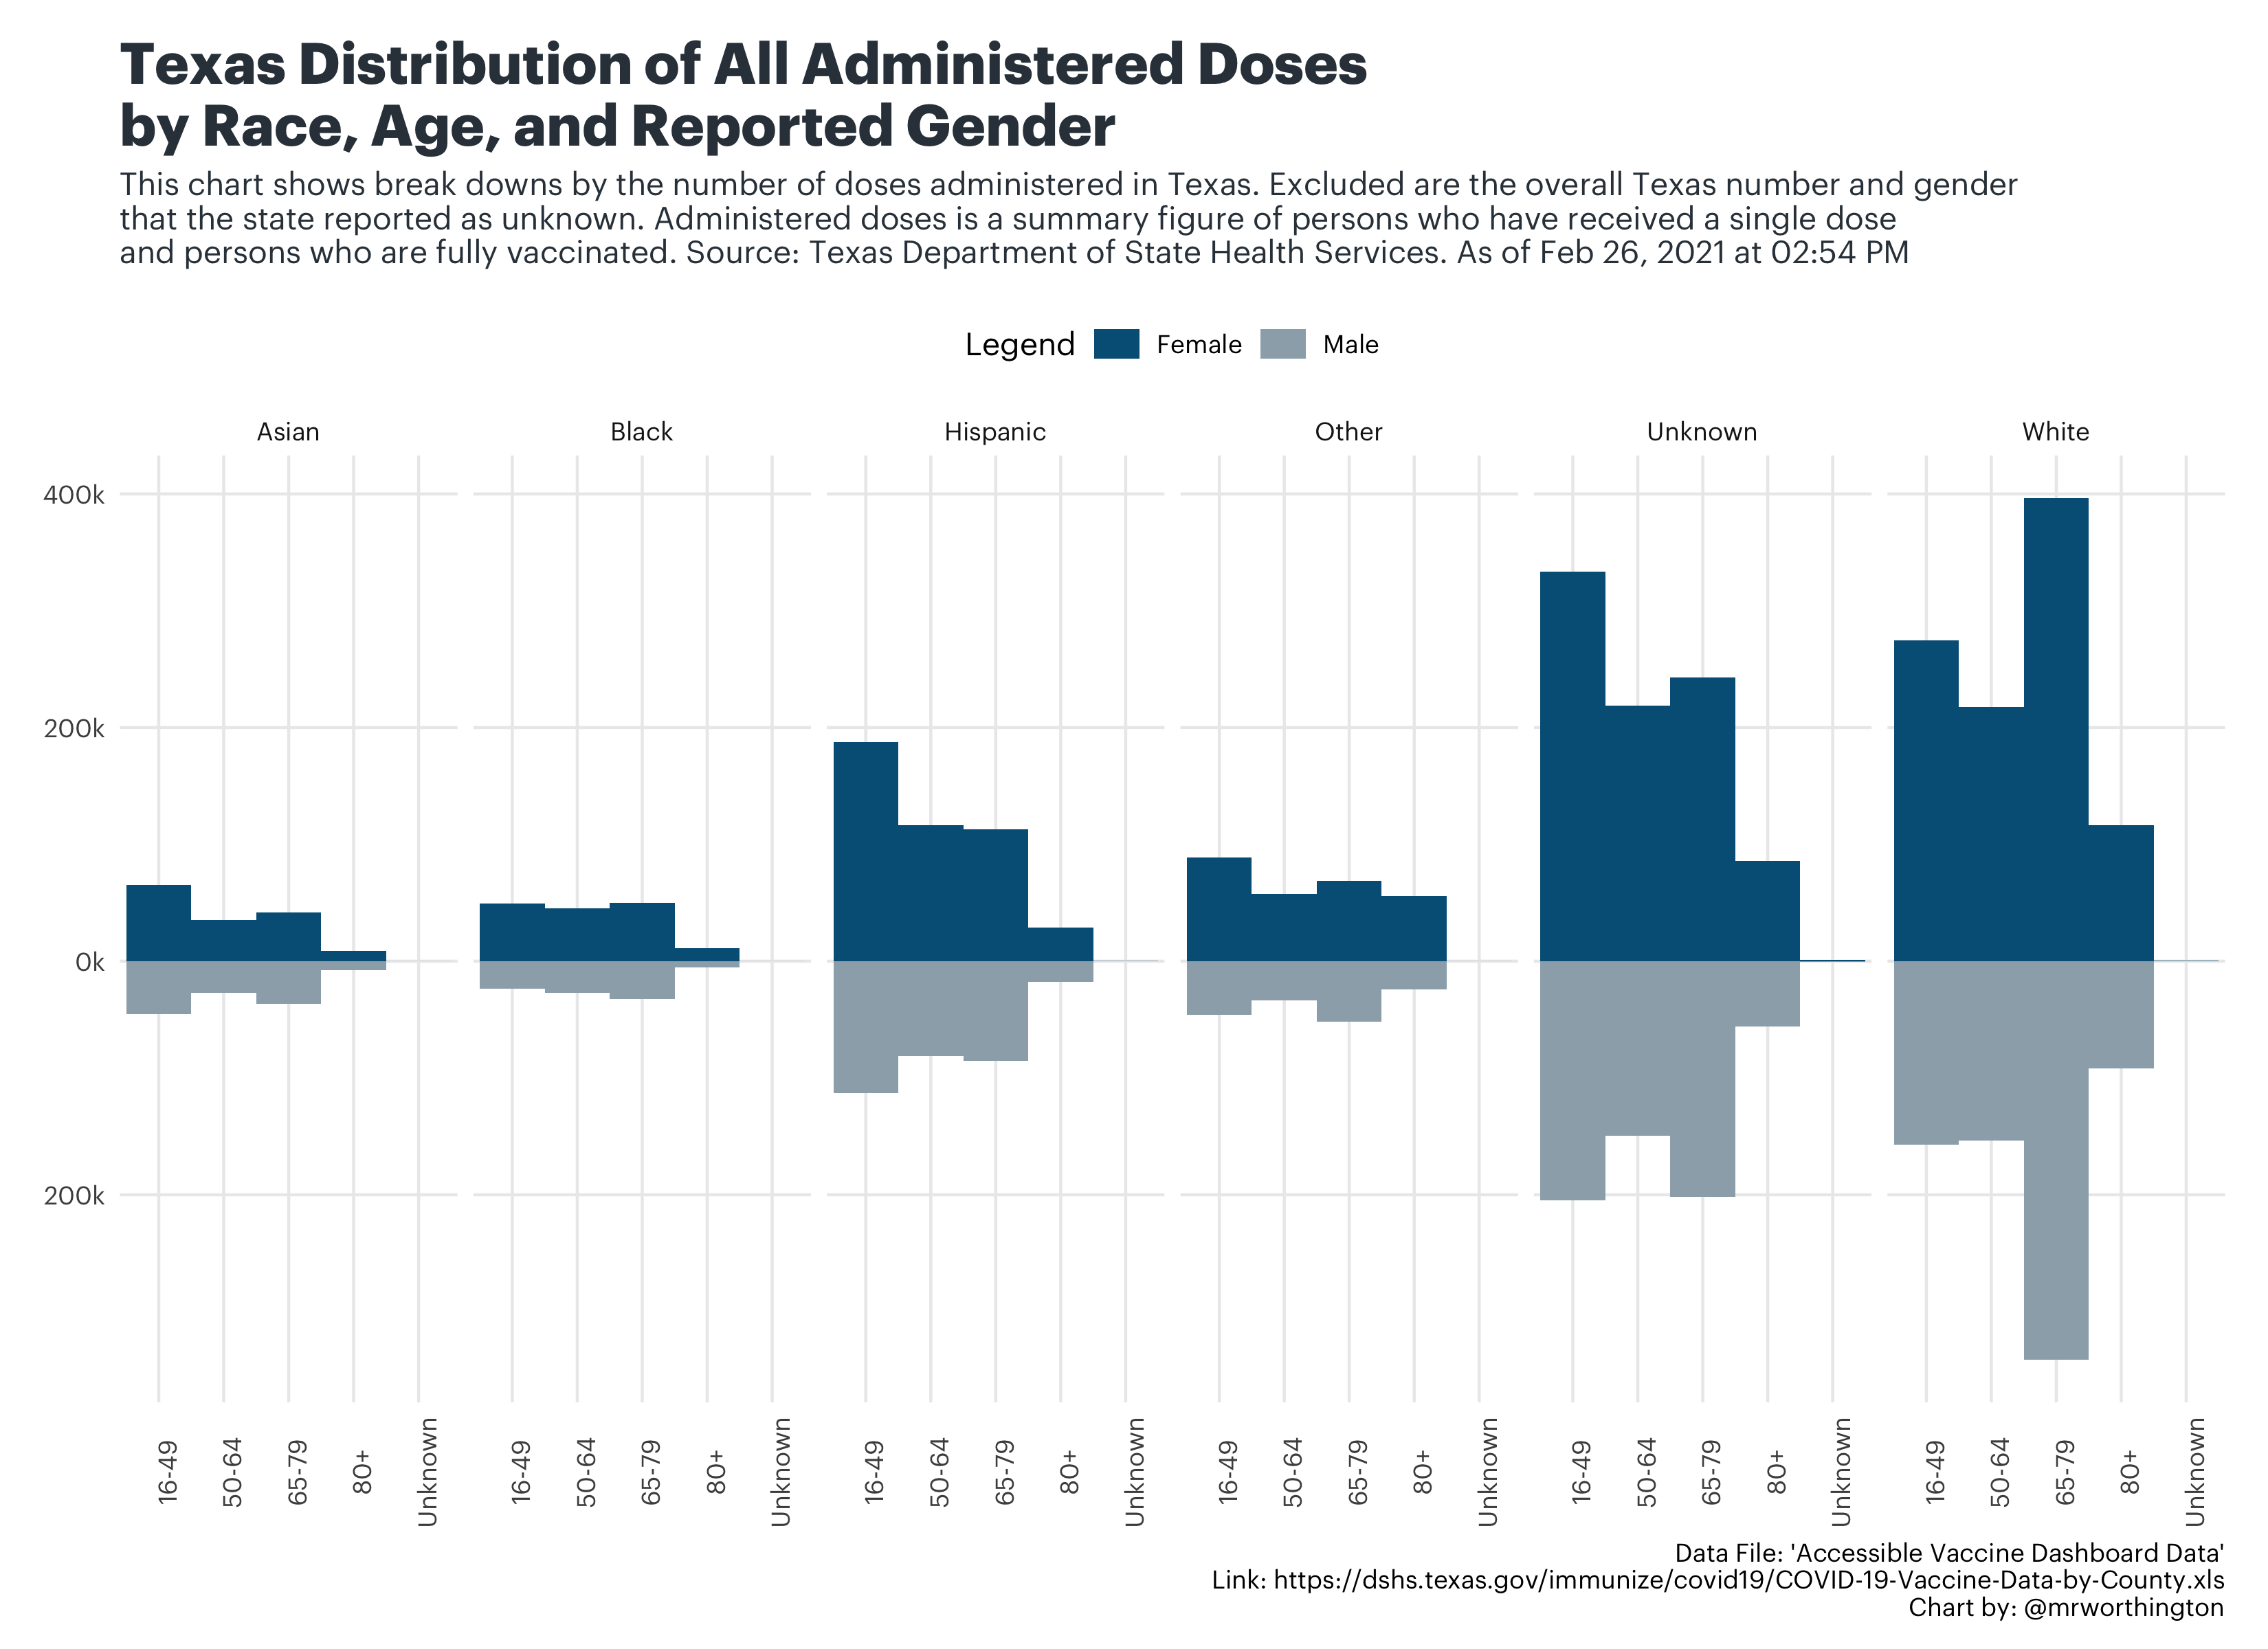 Texas Distribution of All Administered Doses
by Race, Age, and Reported Gender
This chart shows break downs by the number of doses administered in Texas. Excluded are the overall Texas number and gender
that the state reported as unknown. Administered doses is a summary figure of persons who have received a single dose
and persons who are fully vaccinated. Source: Texas Department of State Health Services. As of Feb 26, 2021 at 02:54 PM
Legend Female Male
Asian Black Hispanic Other Unknown White
400k
200k
0k
200k
16-49 50-64 65-79 80+ Unknown 16-49 50-64 65-79 80+ Unknown 16-49 50-64 65-79 80+ Unknown 16-49 50-64 65-79 80+ Unknown 16-49 50-64 65-79 80+ Unknown 16-49 50-64 65-79 80+ Unknown
Data File: 'Accessible Vaccine Dashboard Data'
Link: https://dshs.texas.gov/immunize/covid19/COVID-19-Vaccine-Data-by-County.xls
Chart by: @mrworthington